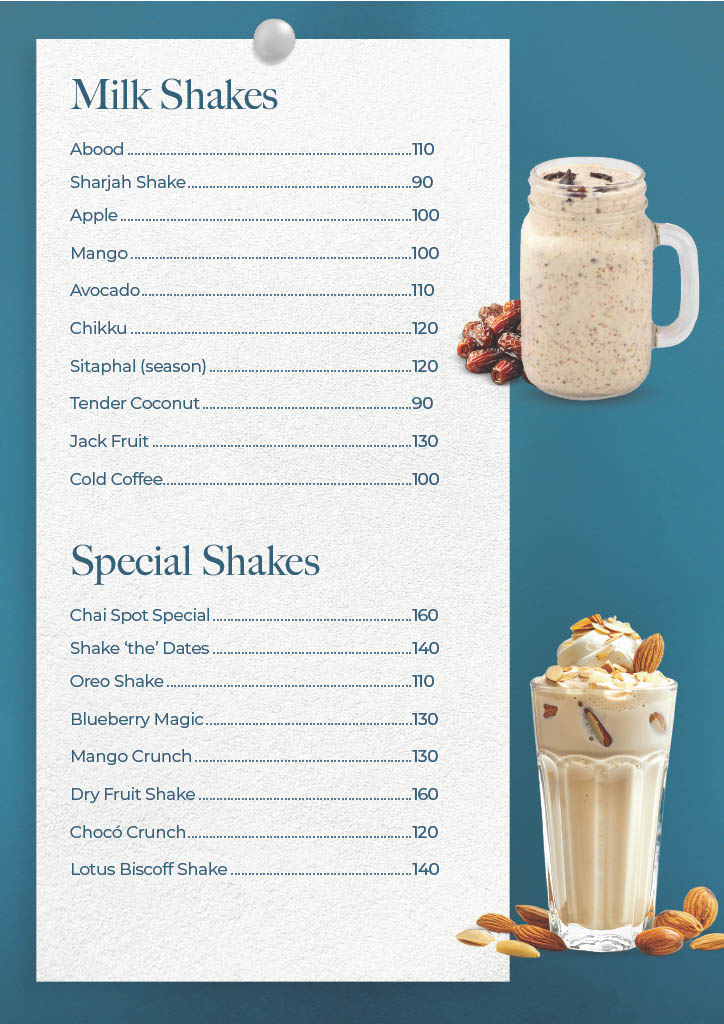 Milk Shakes
Abood 110
Sharjah Shake 90
Apple 100
Mango 100
Avocado 110
Chikku 120
Sitaphal (season) 120
Tender Coconut 90
Jack Fruit 130
Cold Coffee 100
Special Shakes
Chai Spot Special 160
Shake ‘the’ Dates 140
Oreo Shake 110
Blueberry Magic 130
Mango Crunch 130
Dry Fruit Shake 160
Chocó Crunch 120
Lotus Biscoff Shake 140